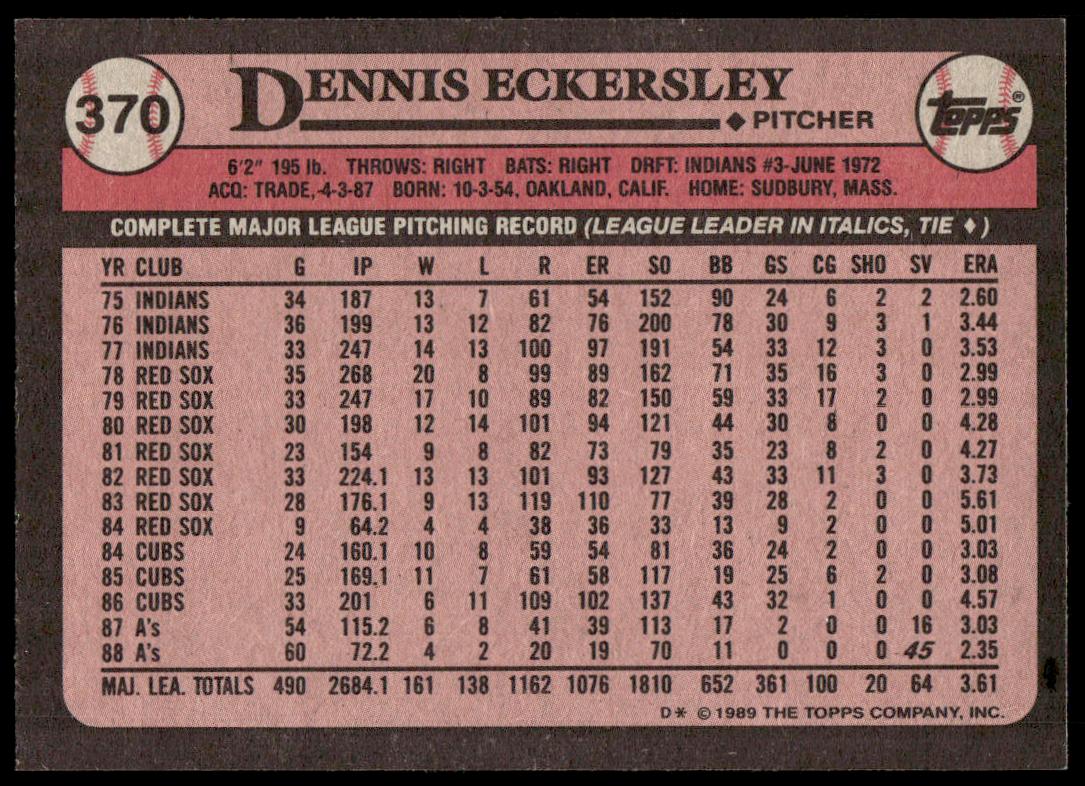 370
DENNIS ECKERSLEY
◆ PITCHER
topps®
6'2" 195 lb. THROWS: RIGHT BATS: RIGHT DRFT: INDIANS #3-JUNE 1972
ACQ: TRADE,-4-3-87 BORN: 10-3-54, OAKLAND, CALIF. HOME: SUDBURY, MASS.
COMPLETE MAJOR LEAGUE PITCHING RECORD (LEAGUE LEADER IN ITALICS, TIE ♦)
YR CLUB G IP W L R ER SO BB GS CG SHO SV ERA
75 INDIANS 34 187 13 7 61 54 152 90 24 6 2 2 2.60
76 INDIANS 36 199 13 12 82 76 200 78 30 9 3 1 3.44
77 INDIANS 33 247 14 13 100 97 191 54 33 12 3 0 3.53
78 RED SOX 35 268 20 8 99 89 162 71 35 16 3 0 2.99
79 RED SOX 33 247 17 10 89 82 150 59 33 17 2 0 2.99
80 RED SOX 30 198 12 14 101 94 121 44 30 8 0 0 4.28
81 RED SOX 23 154 9 8 82 73 79 35 23 8 2 0 4.27
82 RED SOX 33 224.1 13 13 101 93 127 43 33 11 3 0 3.73
83 RED SOX 28 176.1 9 13 119 110 77 39 28 2 0 0 5.61
84 RED SOX 9 64.2 4 4 38 36 33 13 9 2 0 0 5.01
84 CUBS 24 160.1 10 8 59 54 81 36 24 2 0 0 3.03
85 CUBS 25 169.1 11 7 61 58 117 19 25 6 2 0 3.08
86 CUBS 33 201 6 11 109 102 137 43 32 1 0 0 4.57
87 A's 54 115.2 6 8 41 39 113 17 2 0 0 16 3.03
88 A's 60 72.2 4 2 20 19 70 11 0 0 0 45 2.35
MAJ. LEA. TOTALS 490 2684.1 161 138 1162 1076 1810 652 361 100 20 64 3.61
D* © 1989 THE TOPPS COMPANY, INC.